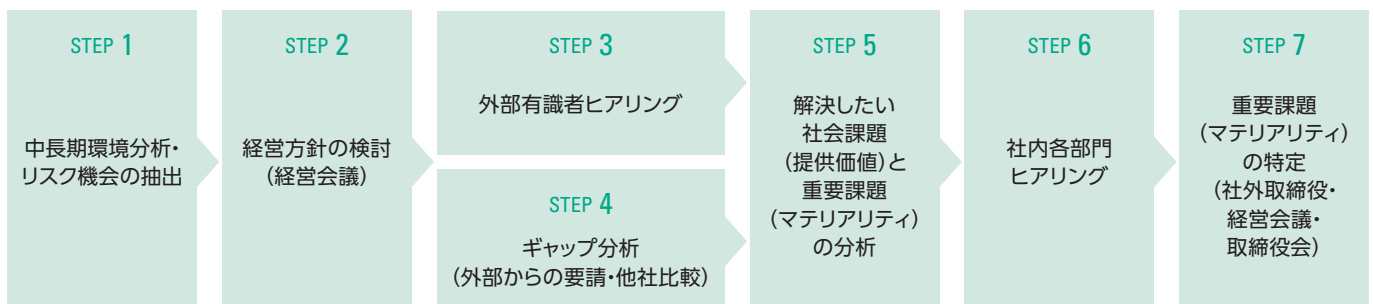 STEP 1
中長期環境分析・
リスク機会の抽出
STEP 2
経営方針の検討
（経営会議）
STEP 3
外部有識者ヒアリング
STEP 4
ギャップ分析
（外部からの要請・他社比較）
STEP 5
解決したい
社会課題
（提供価値）と
重要課題
（マテリアリティ）
の分析
STEP 6
社内各部門
ヒアリング
STEP 7
重要課題
（マテリアリティ）
の特定
（社外取締役・
経営会議・
取締役会）